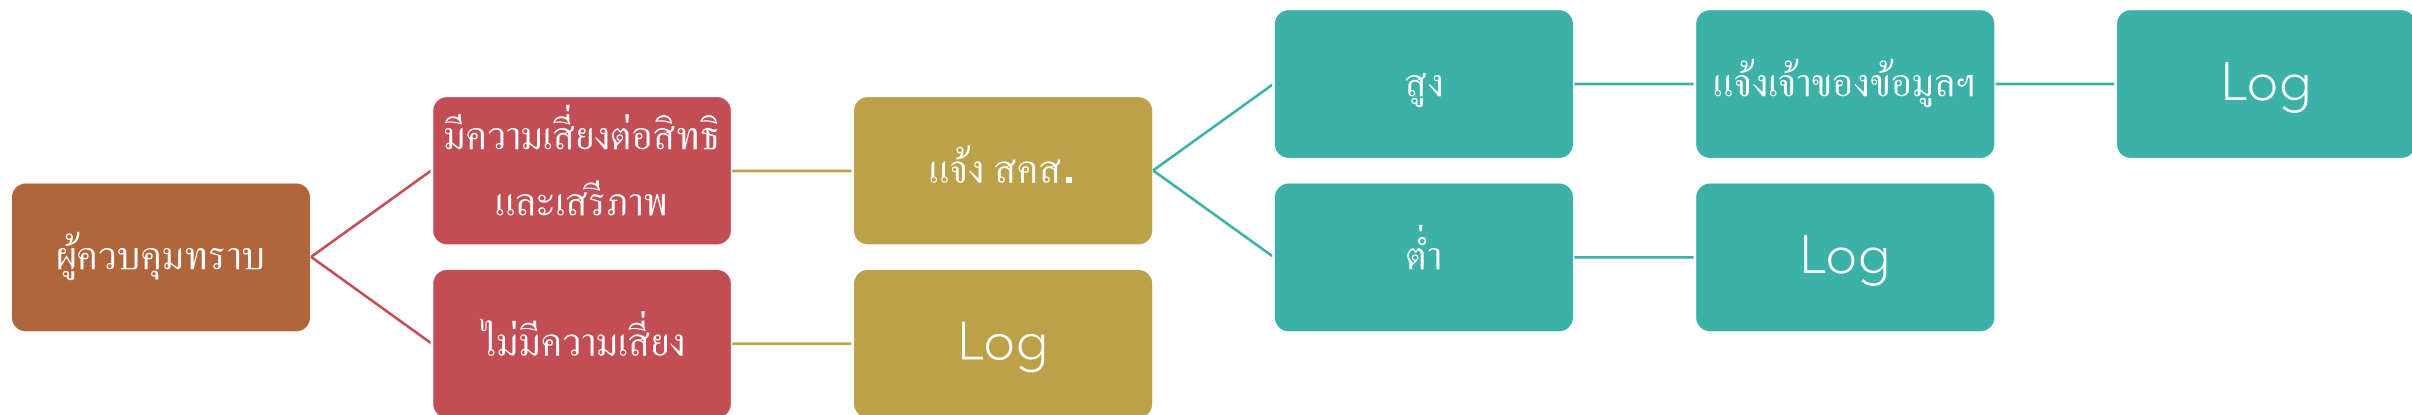 ผู้ควบคุมทราบ
มีความเสี่ยงต่อสิทธิ
และเสรีภาพ
แจ้ง สคส.
สูง
แจ้งเจ้าของข้อมูลฯ
Log
ต่ำ
Log
ไม่มีความเสี่ยง
Log